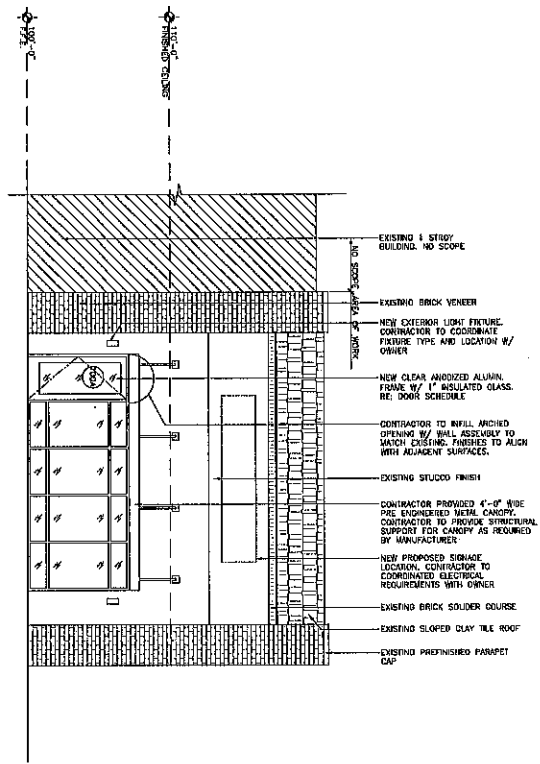 100'-0"
F.F.E.
110'-0"
FINISHED CEILING
NO SCOPE
AREA OF WORK
EXISTING 1 STROY
BUILDING. NO SCOPE
EXISTING BRICK VENEER
NEW EXTERIOR LIGHT FIXTURE.
CONTRACTOR TO COORDINATE
FIXTURE TYPE AND LOCATION W/
OWNER
NEW CLEAR ANODIZED ALUMN.
FRAME W/ 1" INSULATED GLASS.
RE; DOOR SCHEDULE
CONTRACTOR TO INFILL ARCHED
OPENING W/ WALL ASSEMBLY TO
MATCH EXISTING. FINISHES TO ALIGN
WITH ADJACENT SURFACES.
EXISTING STUCCO FINISH
CONTRACTOR PROVIDED 4'-0" WIDE
PRE ENGINEERED METAL CANOPY.
CONTRACTOR TO PROVIDE STRUCTURAL
SUPPORT FOR CANOPY AS REQUIRED
BY MANUFACTURER
NEW PROPOSED SIGNAGE
LOCATION. CONTRACTOR TO
COORDINATED ELECTRICAL
REQUIREMENTS WITH OWNER
EXISTING BRICK SOLIDER COURSE
EXISTING SLOPED CLAY TILE ROOF
EXISTING PREFINISHED PARAPET
CAP